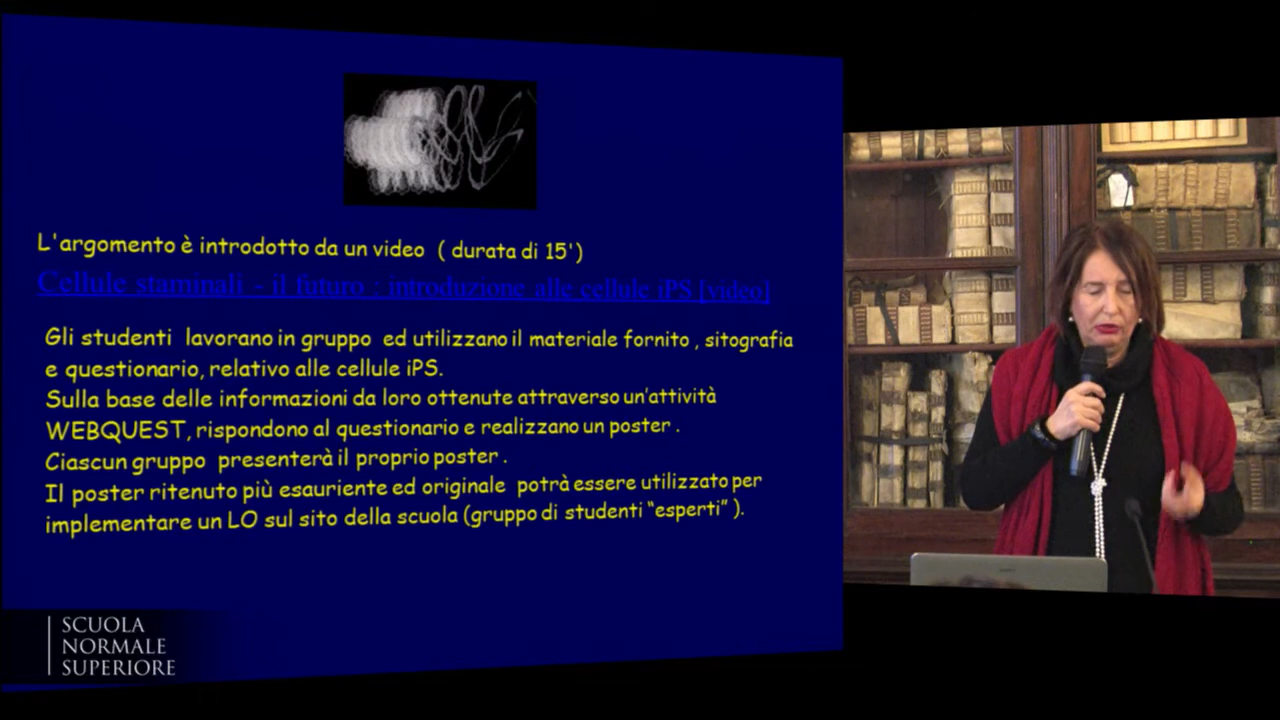 L'argomento è introdotto da un video ( durata di 15')
Cellule staminali - il futuro : introduzione alle cellule iPS [video]
Gli studenti lavorano in gruppo ed utilizzano il materiale fornito , sitografia
e questionario, relativo alle cellule iPS.
Sulla base delle informazioni da loro ottenute attraverso un'attività
WEBQUEST, rispondono al questionario e realizzano un poster .
Ciascun gruppo presenterà il proprio poster .
Il poster ritenuto più esauriente ed originale potrà essere utilizzato per
implementare un LO sul sito della scuola (gruppo di studenti “esperti” ).
SCUOLA
NORMALE
SUPERIORE